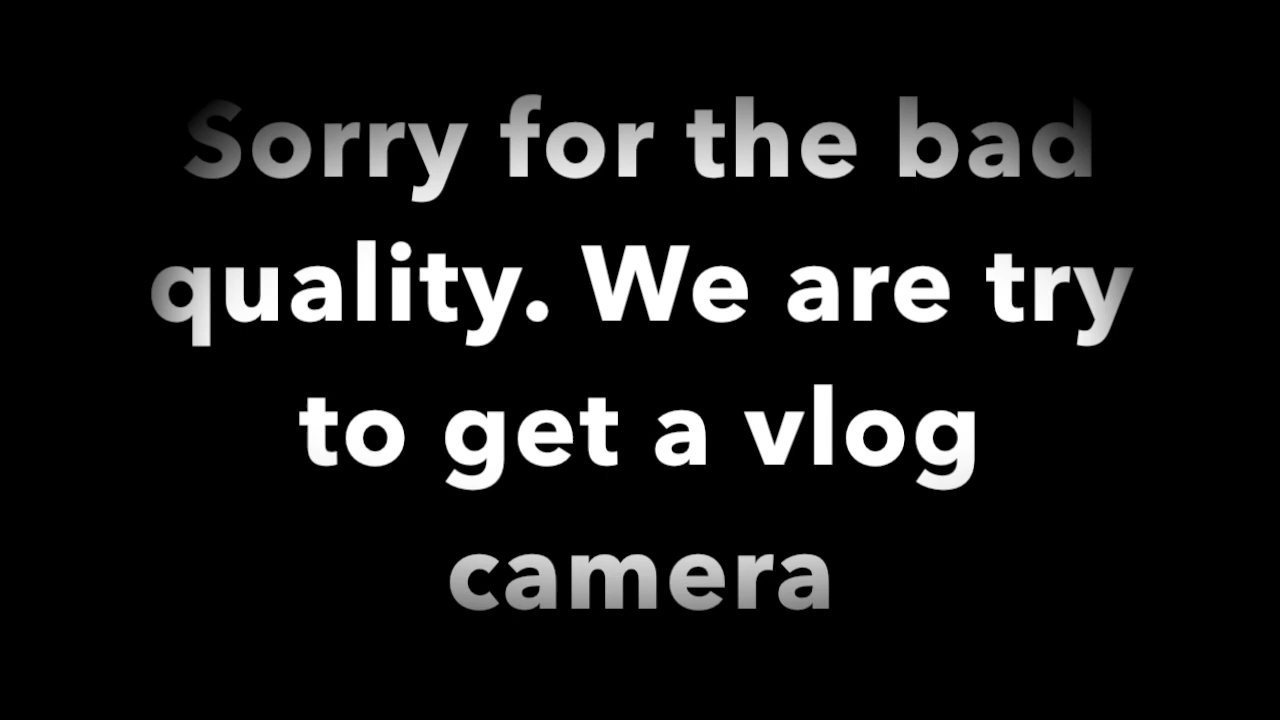 Sorry for the bad
quality. We are try
to get a vlog
camera